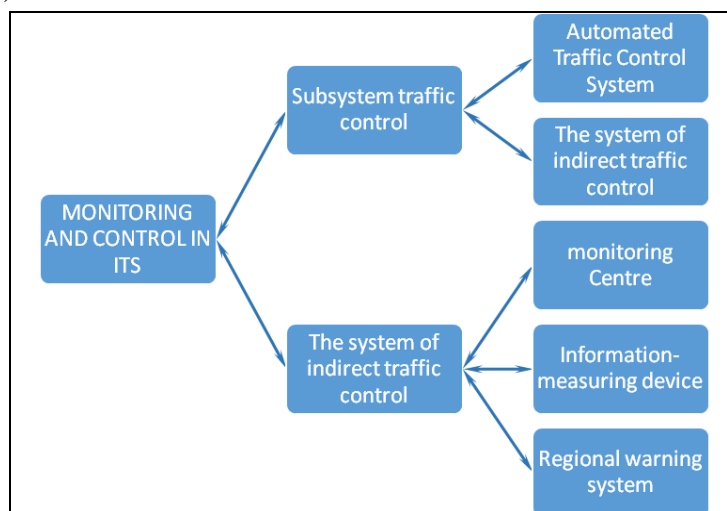 MONITORING
AND CONTROL IN
ITS
Subsystem traffic
control
The system of
indirect traffic
control
Automated
Traffic Control
System
The system of
indirect traffic
control
monitoring
Centre
Information-
measuring device
Regional warning
system